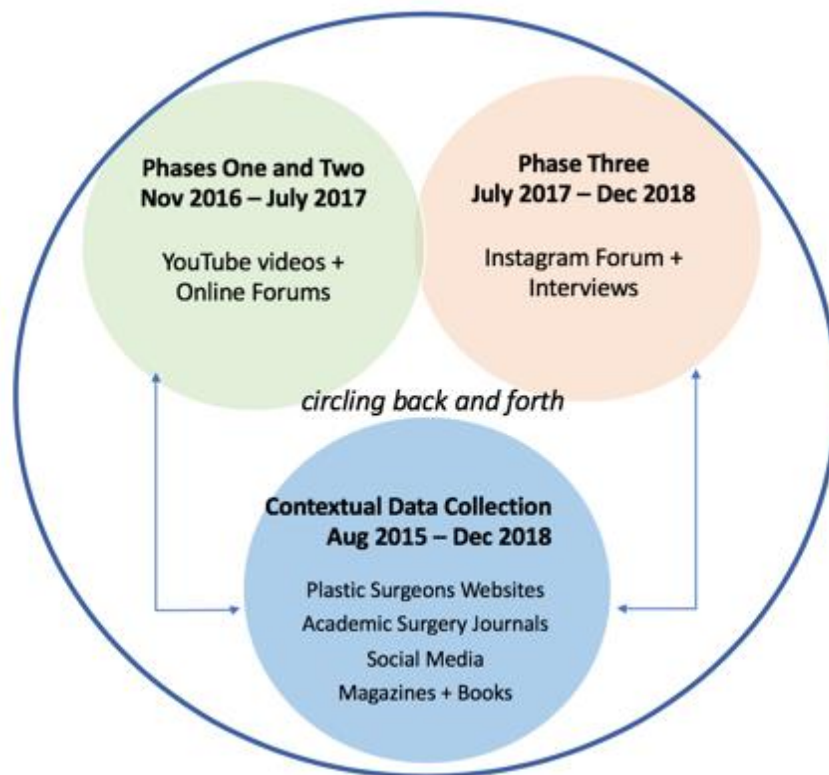 Phases One and Two
Nov 2016 – July 2017
YouTube videos +
Online Forums
Phase Three
July 2017 – Dec 2018
Instagram Forum +
Interviews
circling back and forth
Contextual Data Collection
Aug 2015 – Dec 2018
Plastic Surgeons Websites
Academic Surgery Journals
Social Media
Magazines + Books